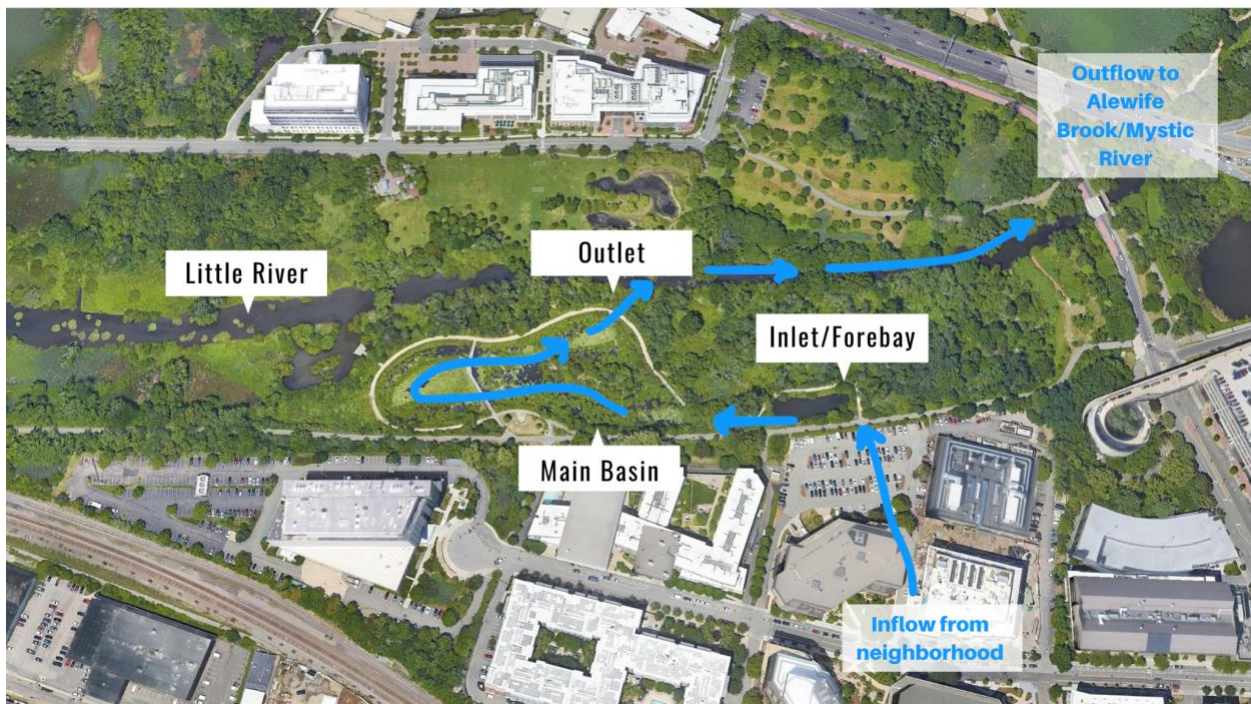 Outflow to
Alewife
Brook/Mystic
River
Outlet
Little River
Inlet/Forebay
Main Basin
Inflow from
neighborhood